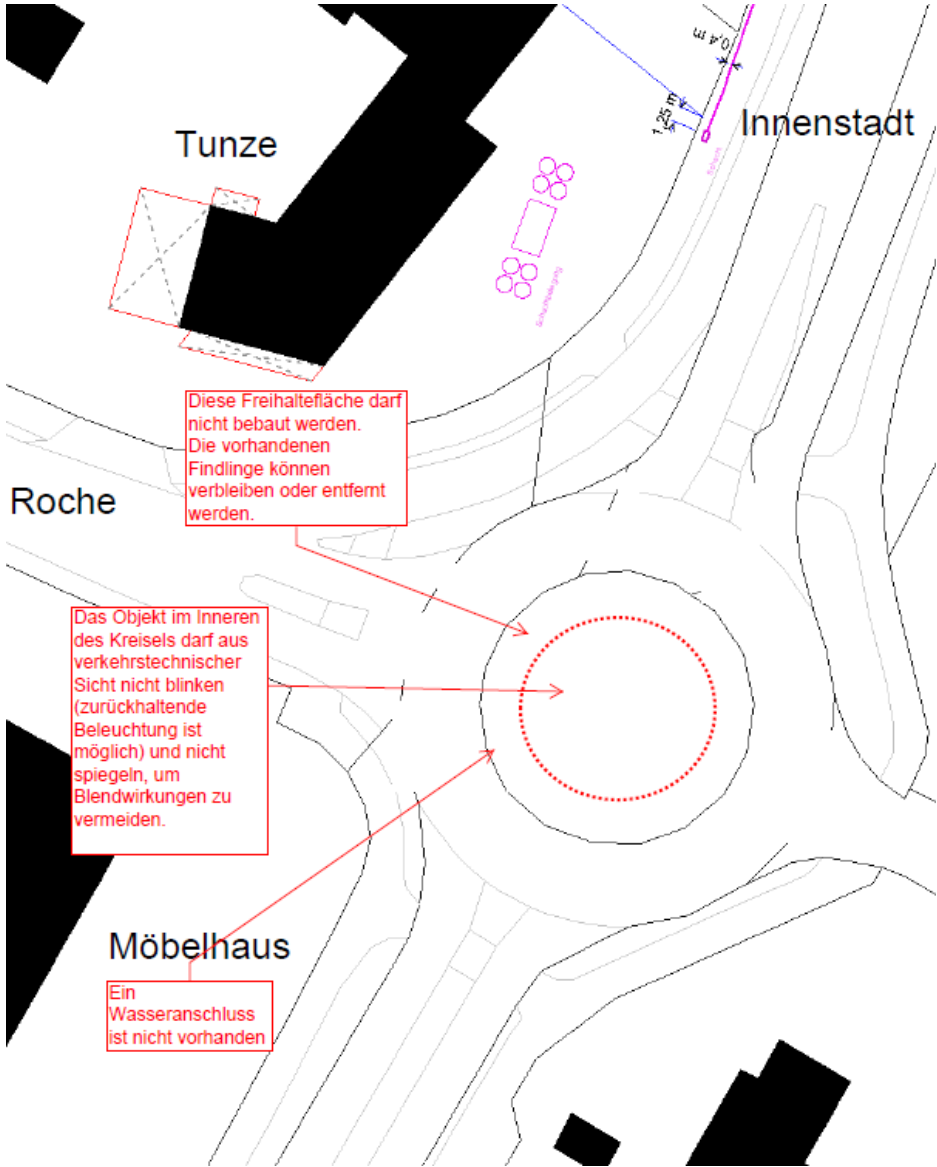 0,4 m
1,25 m
Innenstadt
Tunze
Schacht
Diese Freihaltefläche darf
nicht bebaut werden.
Die vorhandenen
Findlinge können
verbleiben oder entfernt
werden.
Roche
Das Objekt im Inneren
des Kreisels darf aus
verkehrstechnischer
Sicht nicht blinken
(zurückhaltende
Beleuchtung ist
möglich) und nicht
spiegeln, um
Blendwirkungen zu
vermeiden.
Möbelhaus
Ein
Wasseranschluss
ist nicht vorhanden